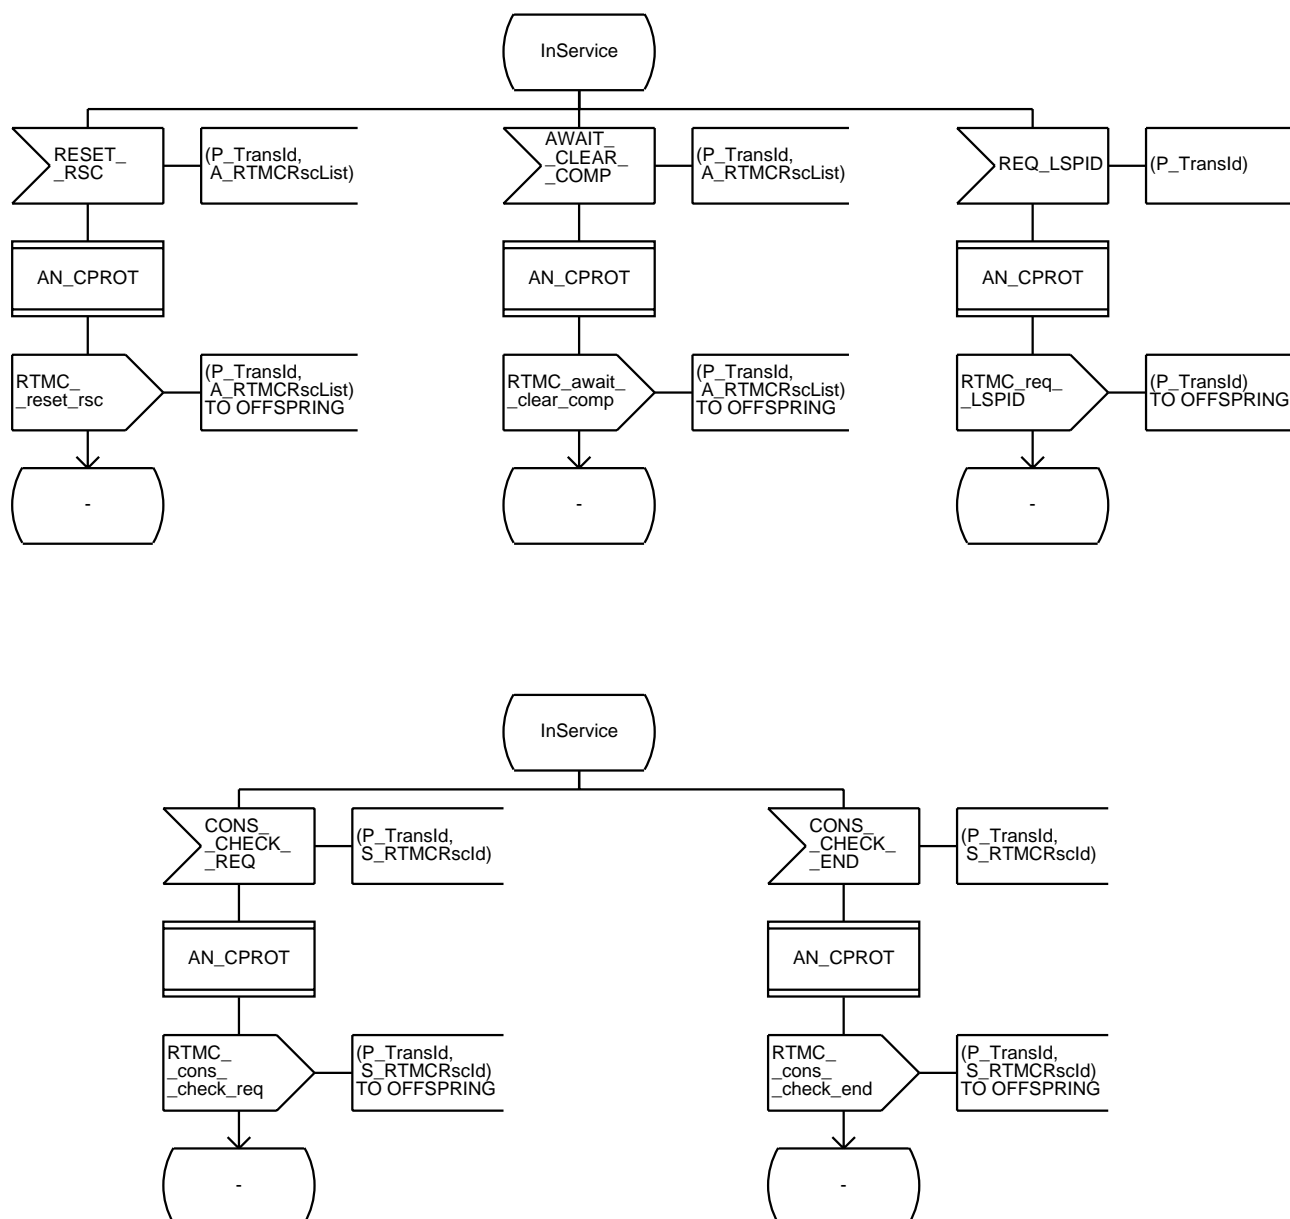 InService
RESET_
_RSC
(P_TransId,
A_RTMCRscList)
AWAIT_
_CLEAR_
_COMP
(P_TransId,
A_RTMCRscList)
REQ_LSPID
(P_TransId)
AN_CPROT
AN_CPROT
AN_CPROT
RTMC_
_reset_rsc
(P_TransId,
A_RTMCRscList)
TO OFFSPRING
RTMC_await_
_clear_comp
(P_TransId,
A_RTMCRscList)
TO OFFSPRING
RTMC_req_
_LSPID
(P_TransId)
TO OFFSPRING
-
-
-
InService
CONS_
_CHECK_
_REQ
(P_TransId,
S_RTMCRscId)
CONS_
_CHECK_
_END
(P_TransId,
S_RTMCRscId)
AN_CPROT
AN_CPROT
RTMC_
_cons_
_check_req
(P_TransId,
S_RTMCRscId)
TO OFFSPRING
RTMC_
_cons_
_check_end
(P_TransId,
S_RTMCRscId)
TO OFFSPRING
-
-